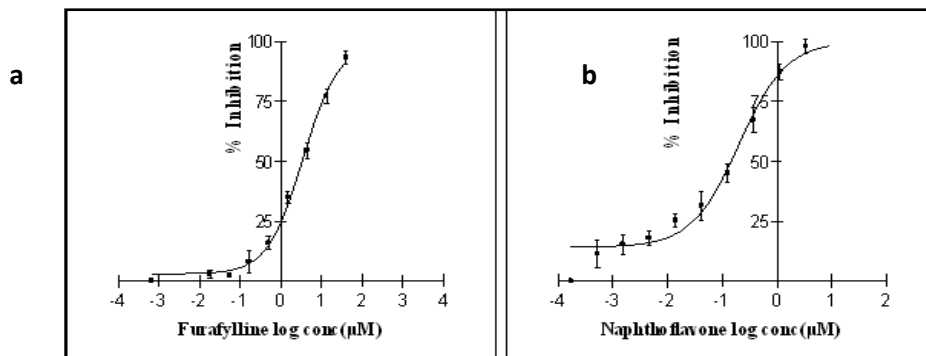 a
% Inhibition
100
75
50
25
-4 -3 -2 -1 0 1 2 3 4
Furafylline log conc(µM)
b
% Inhibition
100
75
50
25
-4 -3 -2 -1 0 1 2
Naphthoflavone log conc(µM)